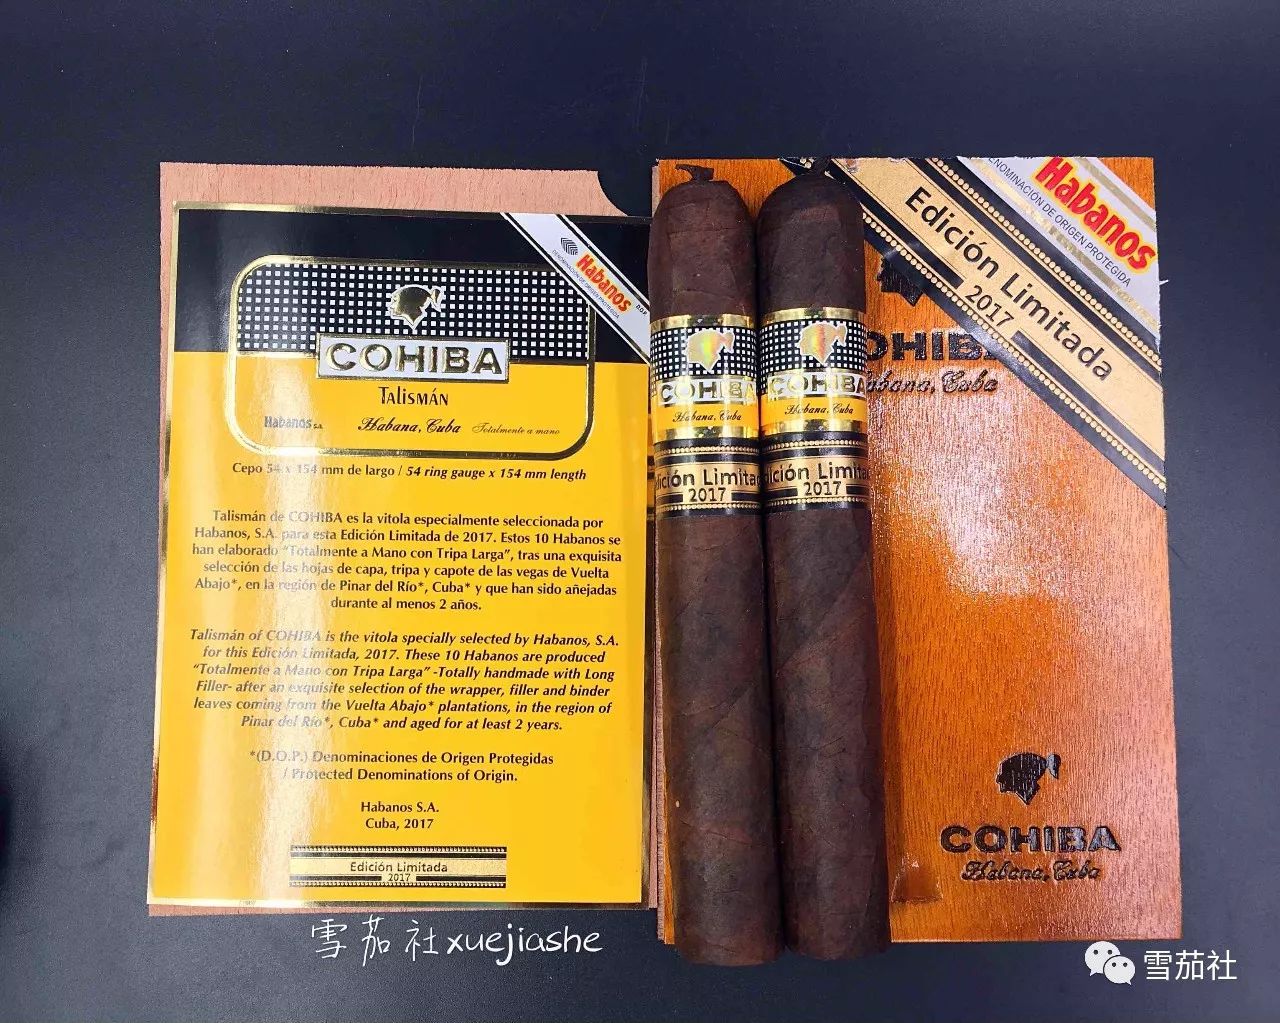 Habanos
DENOMINACIÓN DE ORIGEN PROTEGIDA
D.O.P.
COHIBA
TALISMÁN
Habanos S.A.
Habana, Cuba
Totalmente a mano
Cepo 54 x 154 mm de largo / 54 ring gauge x 154 mm length
Talismán de COHIBA es la vitola especialmente seleccionada por
Habanos, S.A. para esta Edición Limitada de 2017. Estos 10 Habanos se
han elaborado “Totalmente a Mano con Tripa Larga”, tras una exquisita
selección de las hojas de capa, tripa y capote de las vegas de Vuelta
Abajo*, en la región de Pinar del Río*, Cuba* y que han sido añejadas
durante al menos 2 años.
Talismán of COHIBA is the vitola specially selected by Habanos, S.A.
for this Edición Limitada, 2017. These 10 Habanos are produced
“Totalmente a Mano con Tripa Larga” -Totally handmade with Long
Filler- after an exquisite selection of the wrapper, filler and binder
leaves coming from the Vuelta Abajo* plantations, in the region of
Pinar del Río*, Cuba* and aged for at least 2 years.
*(D.O.P.) Denominaciones de Origen Protegidas
/ Protected Denominations of Origin.
Habanos S.A.
Cuba, 2017
Edición Limitada
2017
COHIBA
Habana, Cuba
dición Limitad
2017
COHIBA
Habana, Cuba
dición Limitad
2017
Habanos
ENOMINACIÓN DE ORIGEN PROTEGIDA
Edición Limitada
2017
OHIB
abana, Cuba
COHIBA
Habana, Cuba
雪茄社xuejiashe
雪茄社